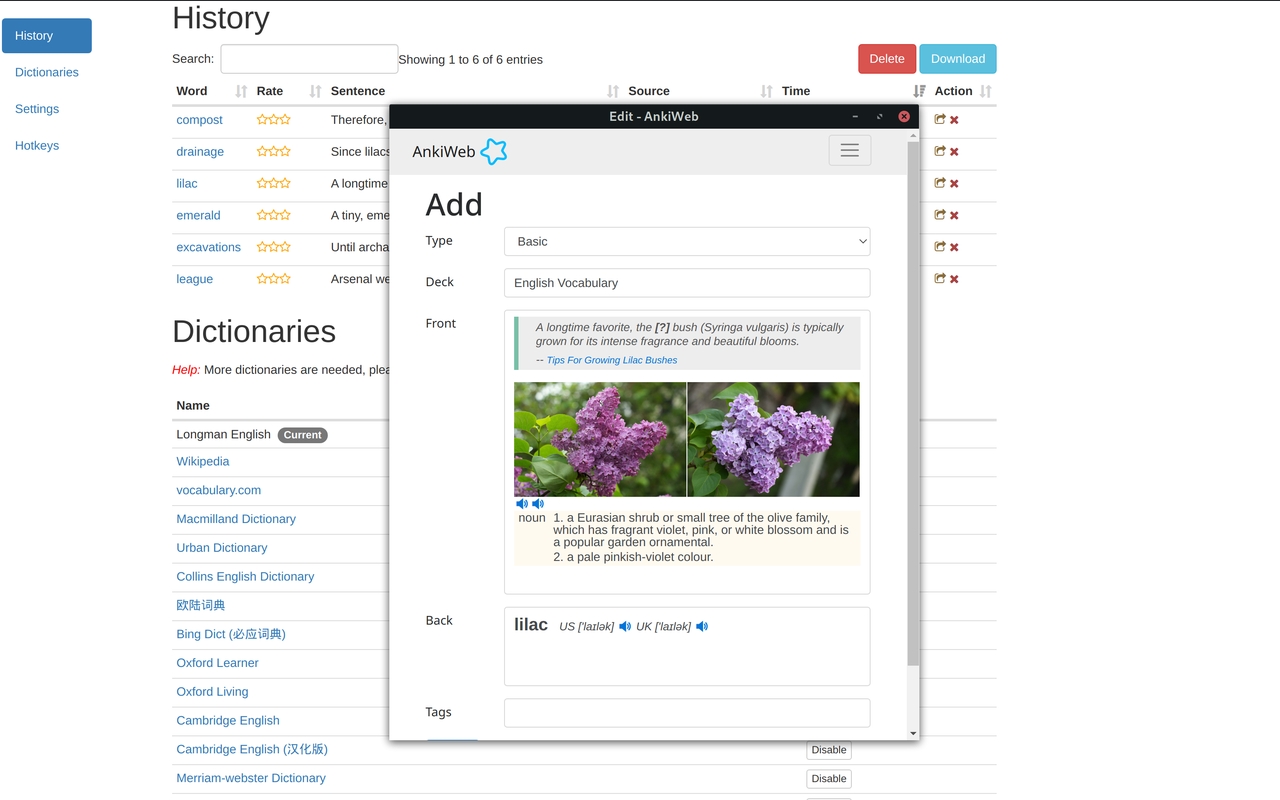 History
History
Dictionaries
Settings
Hotkeys
Search:
Showing 1 to 6 of 6 entries
Delete
Download
Word
Rate
Sentence
Source
Time
Action
compost
Therefore,
drainage
Since lilacs
lilac
A longtime
emerald
A tiny, eme
excavations
Until archa
league
Arsenal we
Dictionaries
Help: More dictionaries are needed, plea
Name
Longman English Current
Wikipedia
vocabulary.com
Macmilland Dictionary
Urban Dictionary
Collins English Dictionary
欧陆词典
Bing Dict (必应词典)
Oxford Learner
Oxford Living
Cambridge English
Cambridge English (汉化版)
Disable
Merriam-webster Dictionary
Disable
Edit - AnkiWeb
AnkiWeb
Add
Type
Basic
Deck
English Vocabulary
Front
A longtime favorite, the [?] bush (Syringa vulgaris) is typically
grown for its intense fragrance and beautiful blooms.
-- Tips For Growing Lilac Bushes
noun 1. a Eurasian shrub or small tree of the olive family,
which has fragrant violet, pink, or white blossom and is
a popular garden ornamental.
2. a pale pinkish-violet colour.
Back
lilac US ['laɪlək] UK ['laɪlək]
Tags